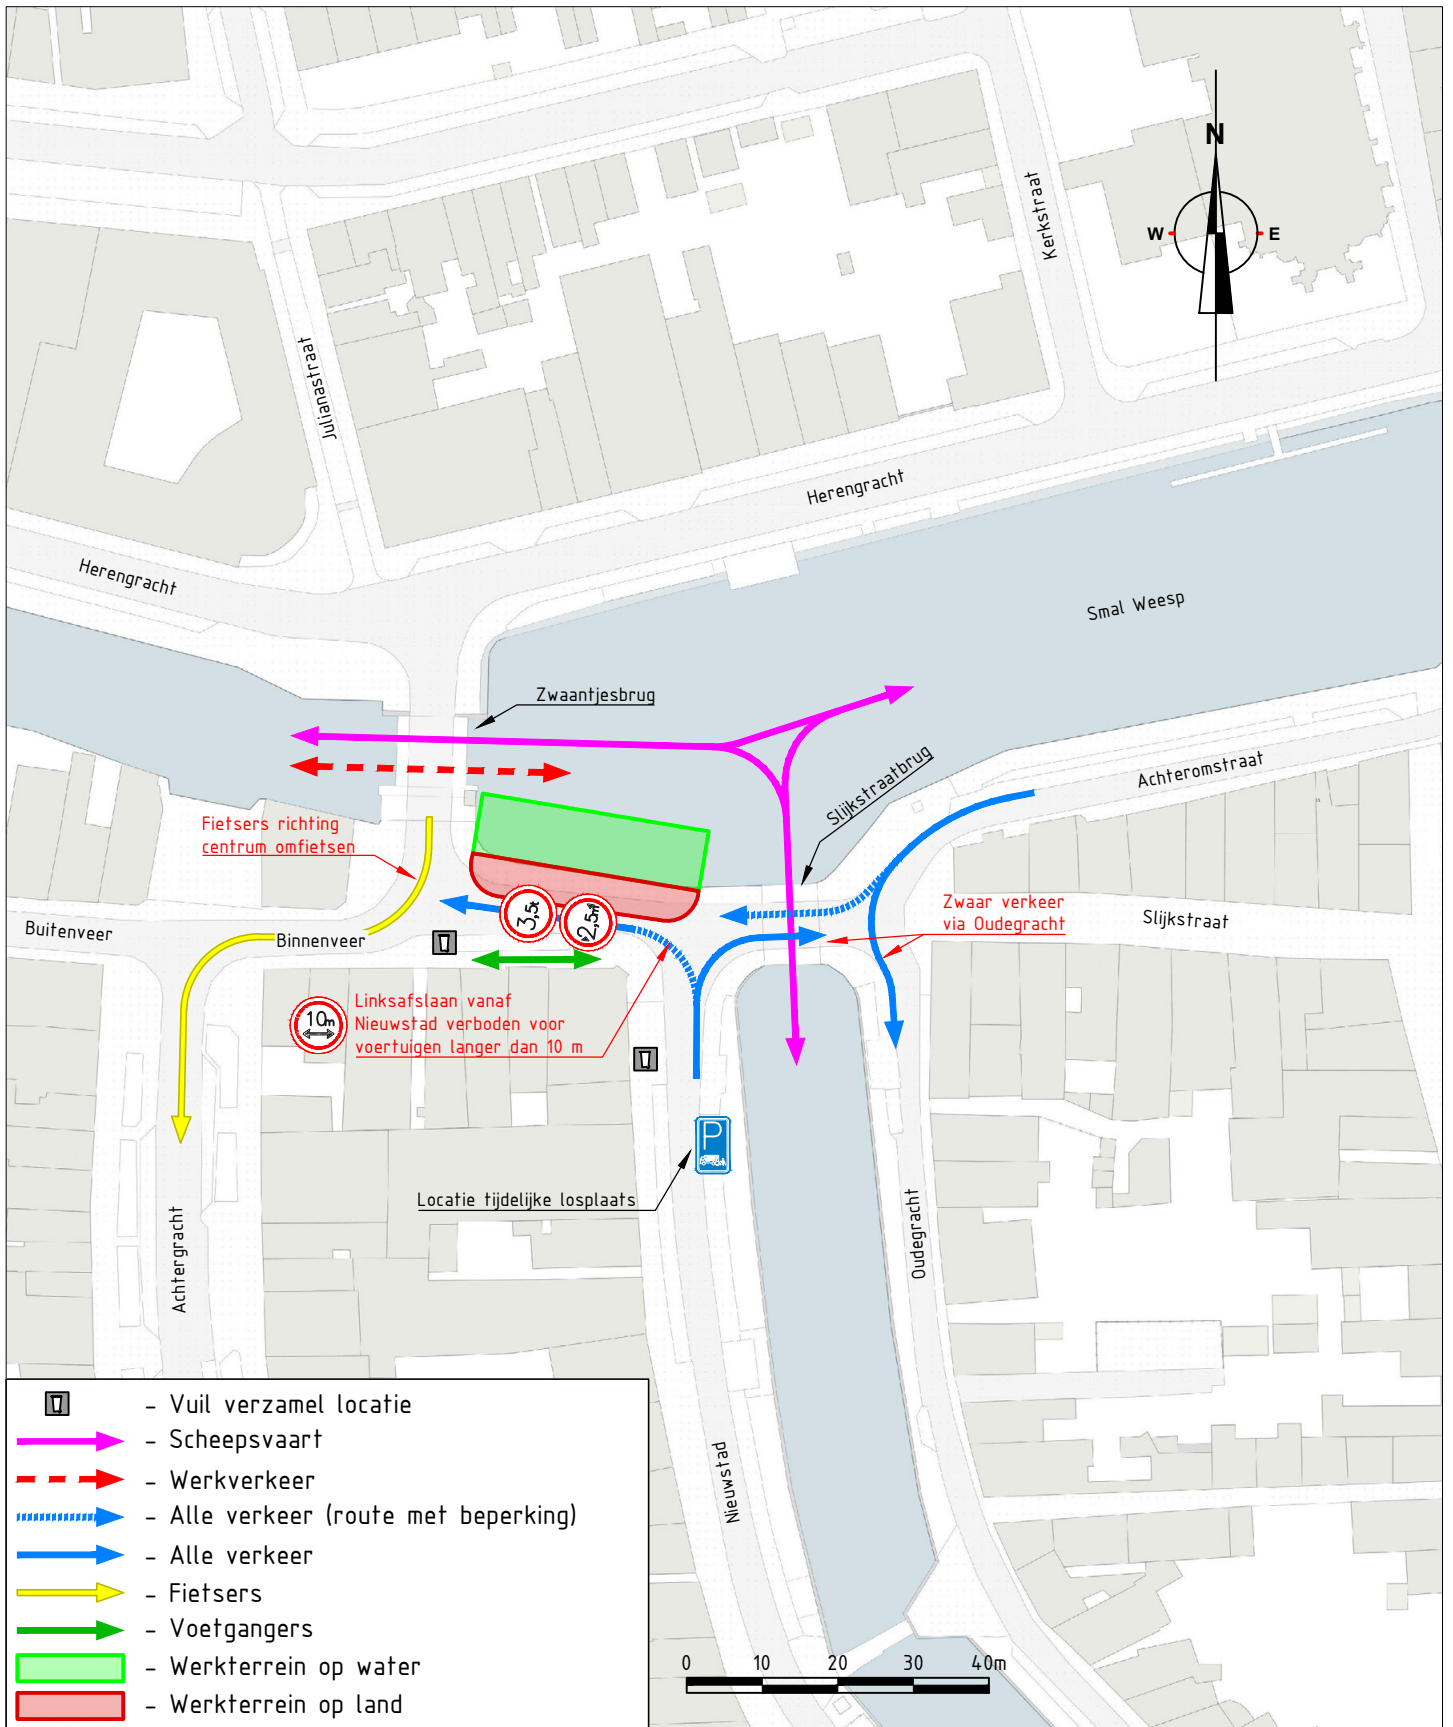 N
W
E
Kerkstraat
Julianastraat
Herengracht
Herengracht
Smal Weesp
Zwaantjesbrug
Slijkstraatbrug
Achteromstraat
Fietsers richting
centrum omfietsen
Zwaar verkeer
via Oudegracht
Slijkstraat
Buitenveer
Binnenveer
3,5t
2,5m
10m
Linksafslaan vanaf
Nieuwstad verboden voor
voertuigen langer dan 10 m
P
Locatie tijdelijke losplaats
Achtergracht
Oudegracht
Nieuwstad
- Vuil verzamel locatie
- Scheepsvaart
- Werkverkeer
- Alle verkeer (route met beperking)
- Alle verkeer
- Fietsers
- Voetgangers
- Werkterrein op water
- Werkterrein op land
0 10 20 30 40m